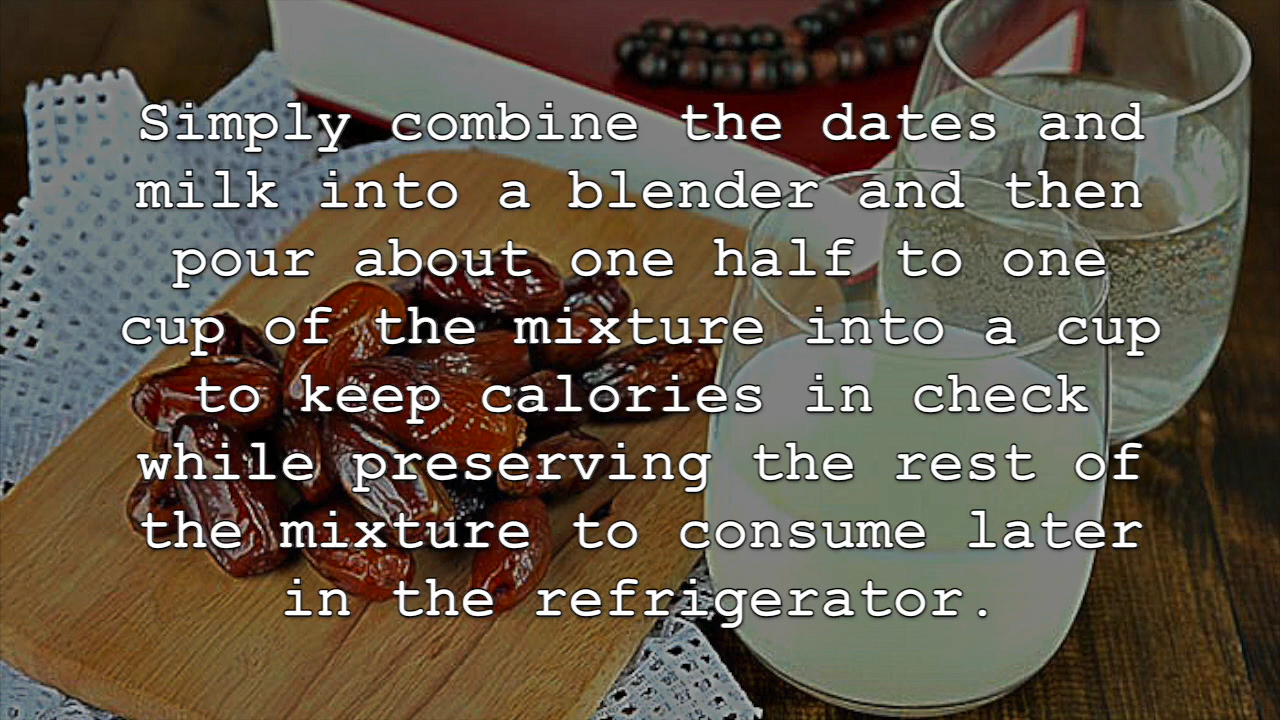 Simply combine the dates and
milk into a blender and then
pour about one half to one
cup of the mixture into a cup
to keep calories in check
while preserving the rest of
the mixture to consume later
in the refrigerator.